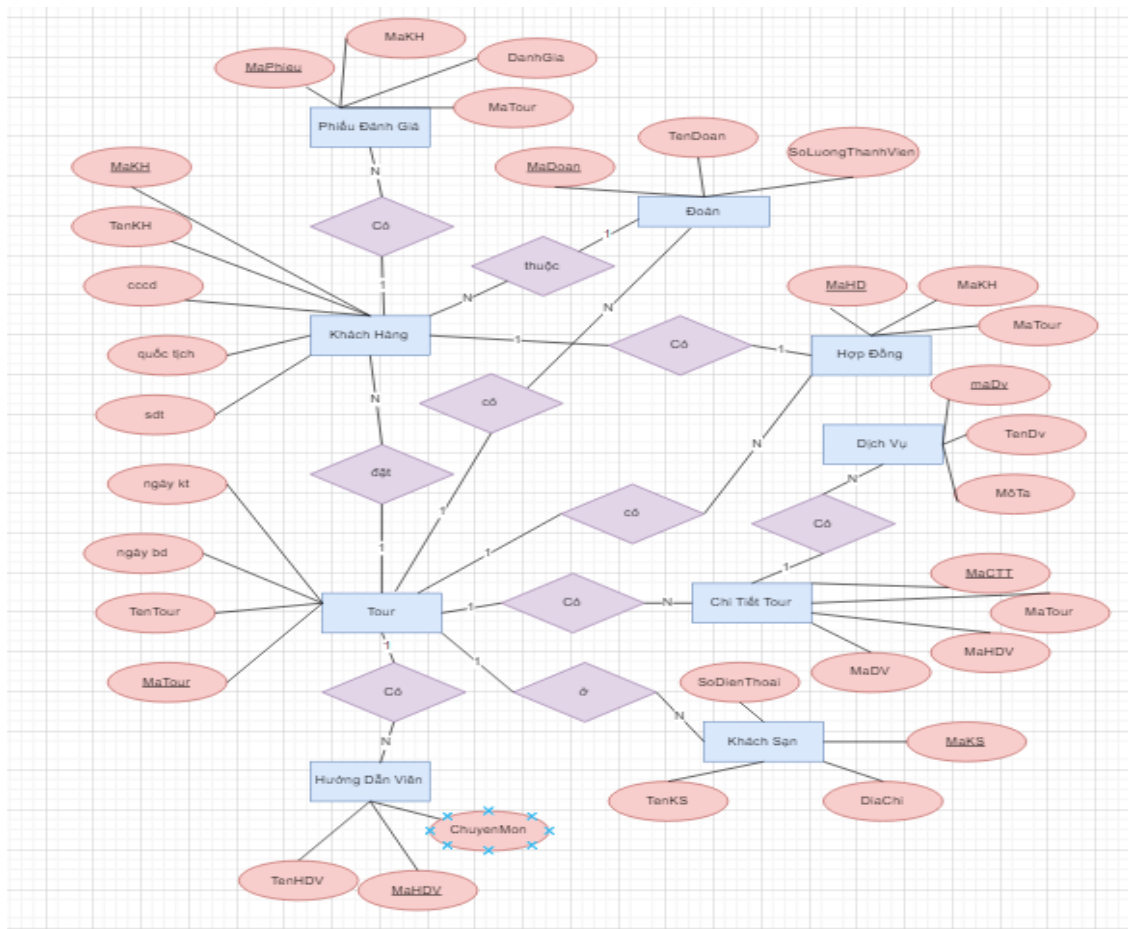 MaKH
DanhGia
MaPhieu
MaTour
Phiếu Đánh Giá
TenDoan
SoLuongThanhVien
MaDoan
N
MaKH
Đoàn
Có
TenKH
1
thuộc
1
N
N
cccd
MaHD
MaKH
MaTour
Khách Hàng
1
Có
1
Hợp Đồng
quốc tịch
maDv
N
có
sdt
TenDv
Dịch Vụ
N
đặt
N
MôTa
ngày kt
1
có
Có
1
1
ngày bd
1
MaCTT
TenTour
Tour
1
Có
N
Chi Tiết Tour
MaTour
1
1
MaHDV
MaDV
MaTour
Có
ở
SoDienThoai
N
N
Khách Sạn
MaKS
Hướng Dẫn Viên
TenKS
DiaChi
ChuyenMon
TenHDV
MaHDV